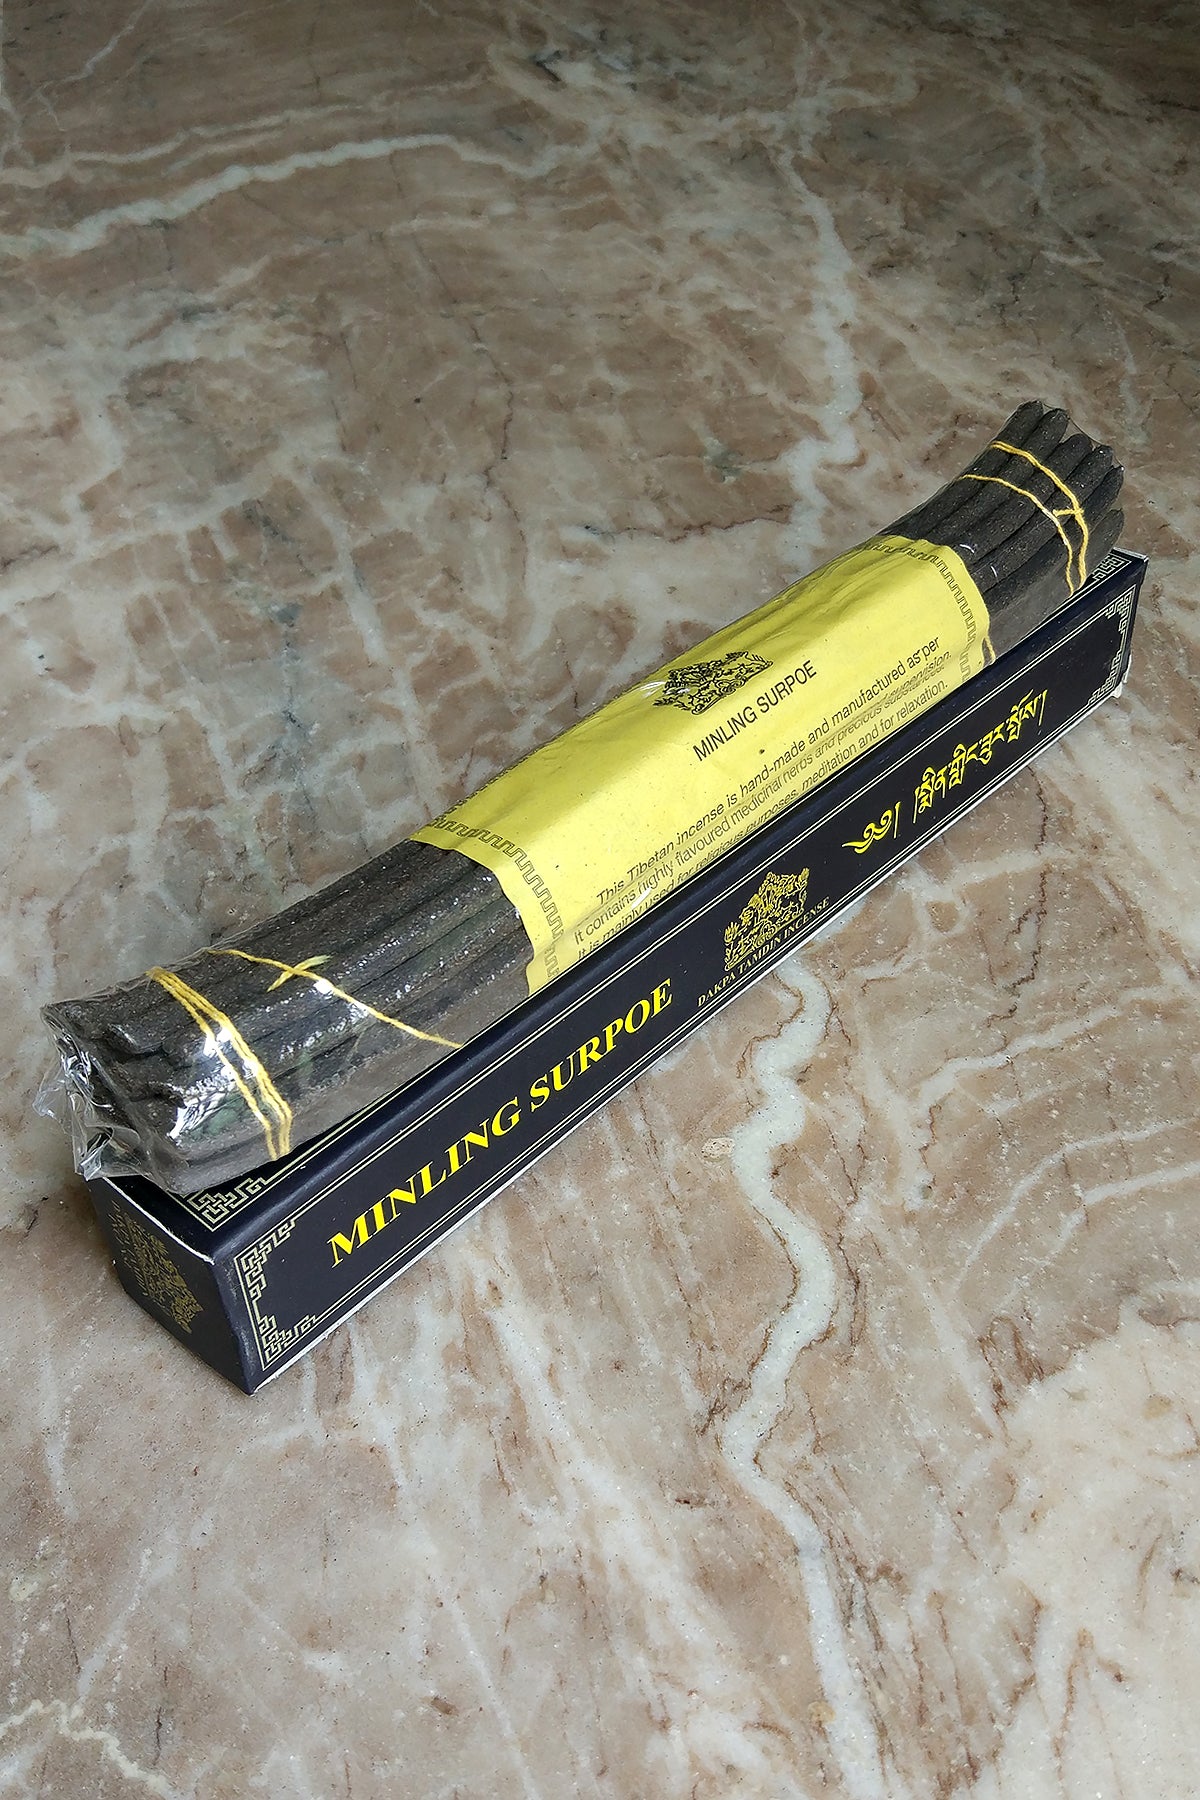 MINLING SURPOE
This Tibetan incense is hand-made and manufactured as per
It contains highly flavoured medicinal herbs and precious substances.
It is mainly used for religious purposes, meditation and for relaxation.
MINLING SURPOE
DAKPA TAMDIN INCENSE
༄༅། །སྨིན་གླིང་ཟུར་སྤོས།